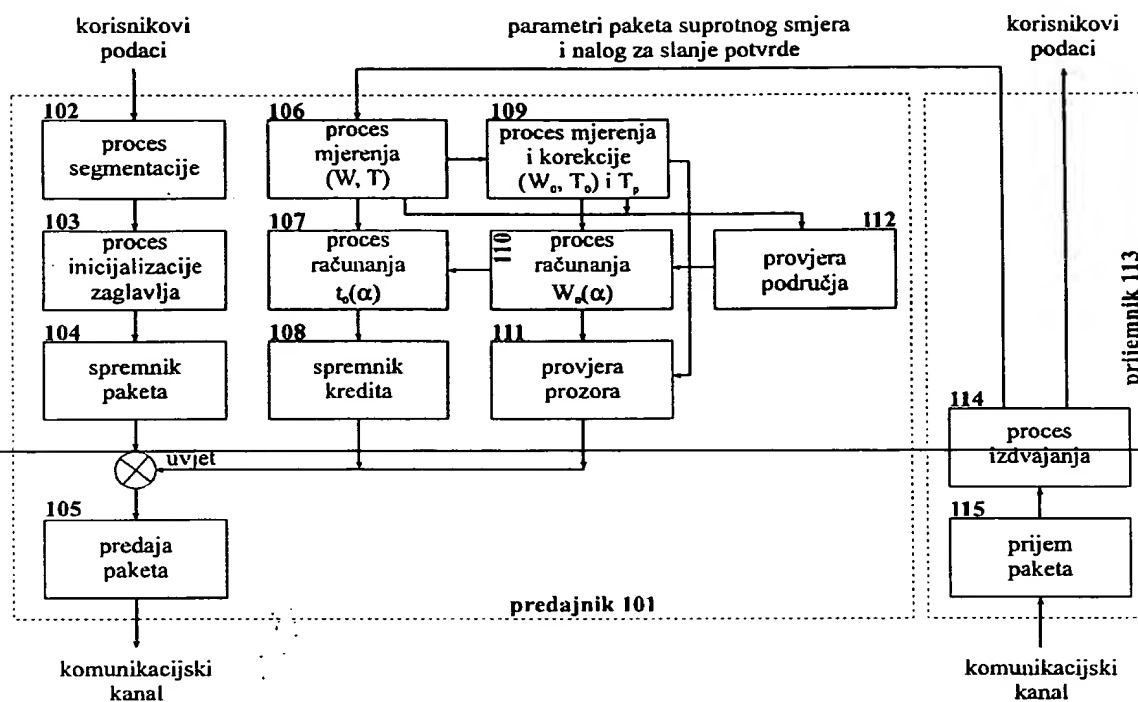 korisnikovi
podaci
parametri paketa suprotnog smjera
i nalog za slanje potvrde
korisnikovi
podaci
102
proces
segmentacije
106
proces
mjerenja
(W, T)
109
proces mjerenja
i korekcije
(W₀, T₀) i Tₚ
103
proces
inicijalizacije
zaglavlja
107
proces
računanja
t₀(α)
110
proces
računanja
W₀(α)
112
provjera
područja
104
spremnik
paketa
108
spremnik
kredita
111
provjera
prozora
uvjet
105
predaja
paketa
predajnik 101
prijemnik 113
114
proces
izdvajanja
115
prijem
paketa
komunikacijski
kanal
komunikacijski
kanal